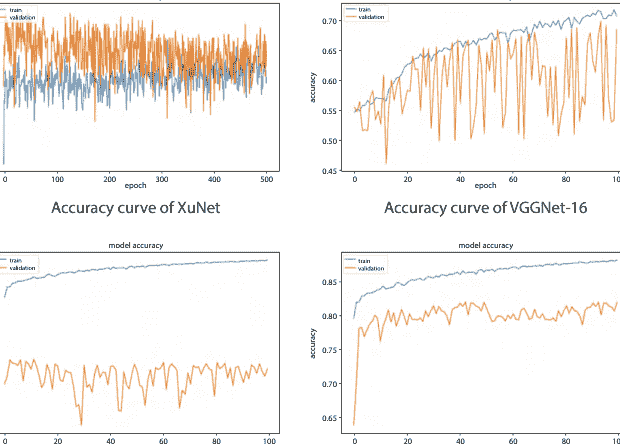 train
validation
0 100 200 300 400 500
epoch
Accuracy curve of XuNet
train
validation
0.70
0.65
0.60
0.55
0.50
0.45
accuracy
0 20 40 60 80 100
epoch
Accuracy curve of VGGNet-16
model accuracy
train
validation
0 20 40 60 80 100
model accuracy
train
validation
0.85
0.80
0.75
0.70
0.65
accuracy
0 20 40 60 80 100